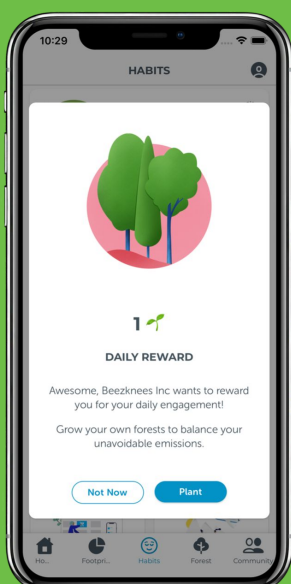 10:29
HABITS
1
DAILY REWARD
Awesome, Beezknees Inc wants to reward
you for your daily engagement!
Grow your own forests to balance your
unavoidable emissions.
Not Now Plant
Ho... Footpri... Habits Forest Community